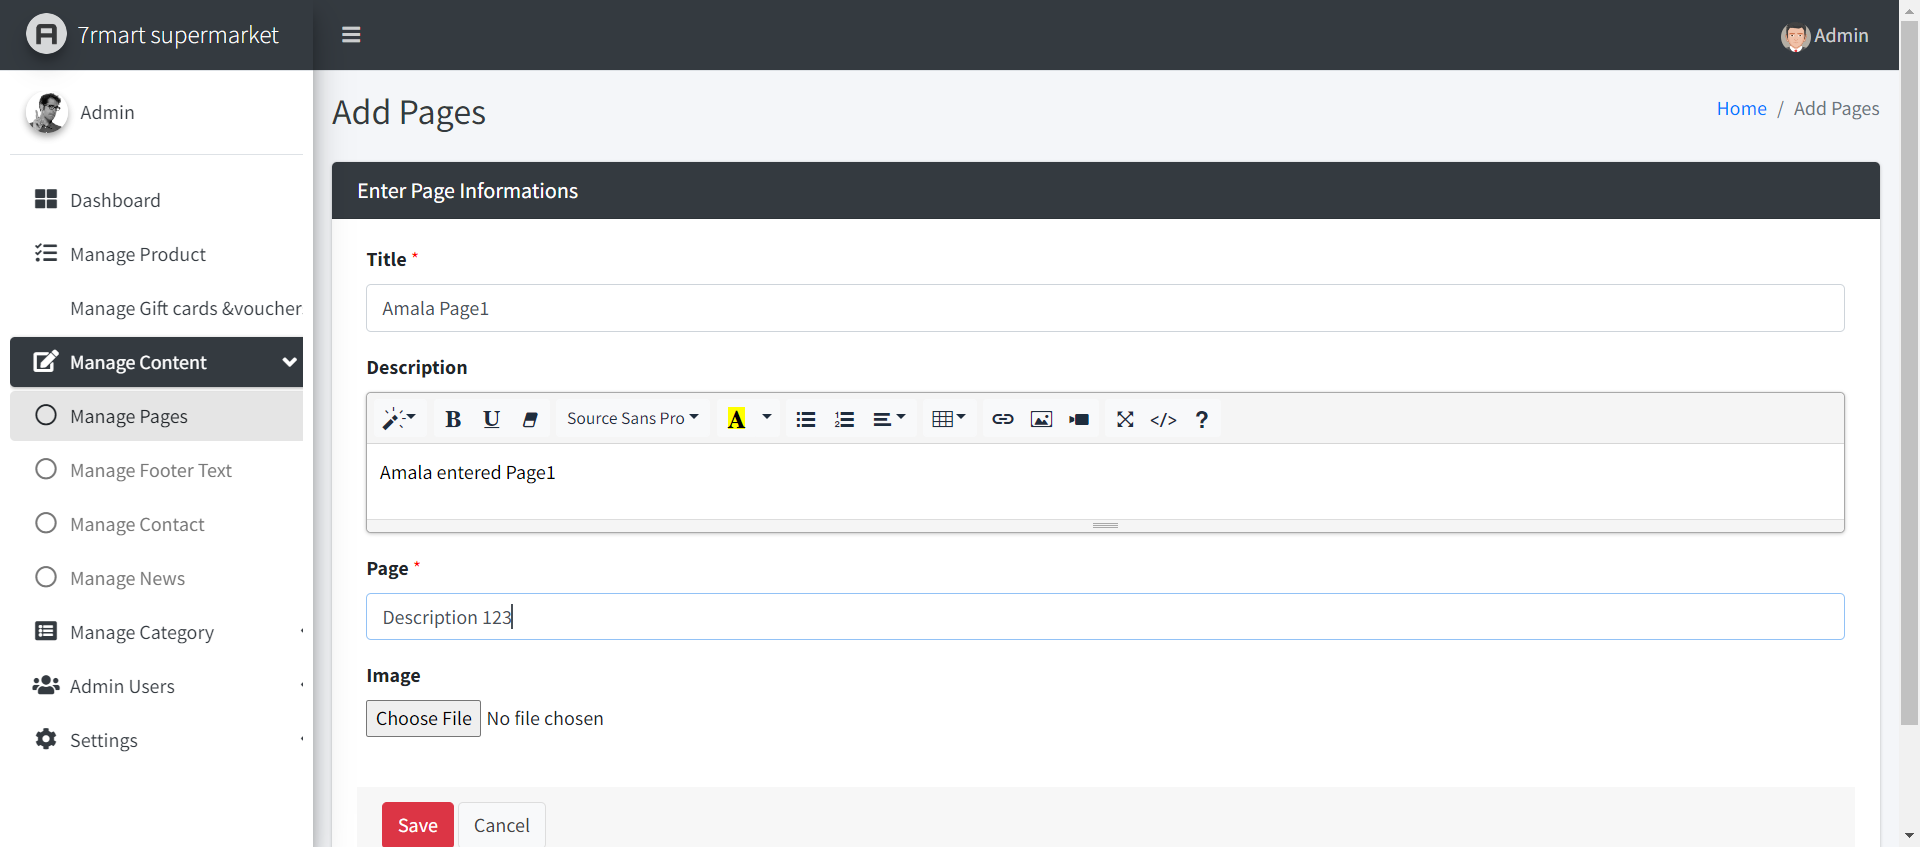 7rmart supermarket
Admin
Admin
Dashboard
Manage Product
Manage Gift cards &voucher
Manage Content
Manage Pages
Manage Footer Text
Manage Contact
Manage News
Manage Category
Admin Users
Settings
Add Pages
Home / Add Pages
Enter Page Informations
Title *
Amala Page1
Description
B U Source Sans Pro A </> ?
Amala entered Page1
Page *
Description 123
Image
Choose File No file chosen
Save Cancel